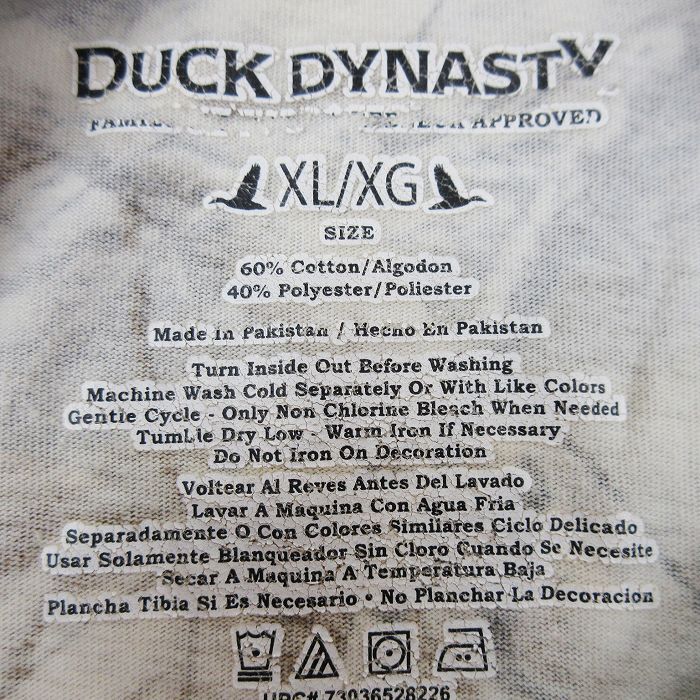 DUCK DYNASTY
APPROVED
XL/XG
SIZE
60% Cotton/Algodon
40% Polyester/Poliester
Made In Pakistan / Hecho En Pakistan
Turn Inside Out Before Washing
Machine Wash Cold Separately Or With Like Colors
Gentle Cycle - Only Non Chlorine Bleach When Needed
Tumble Dry Low - Warm Iron If Necessary
Do Not Iron On Decoration
Voltear Al Reves Antes Del Lavado
Lavar A Maquina Con Agua Fria
Separadamente O Con Colores Similares Ciclo Delicado
Usar Solamente Blanqueador Sin Cloro Cuando Se Necesite
Secar A Maquina A Temperatura Baja
Plancha Tibia Si Es Necesario • No Planchar La Decoracion
UPC# 73036528226